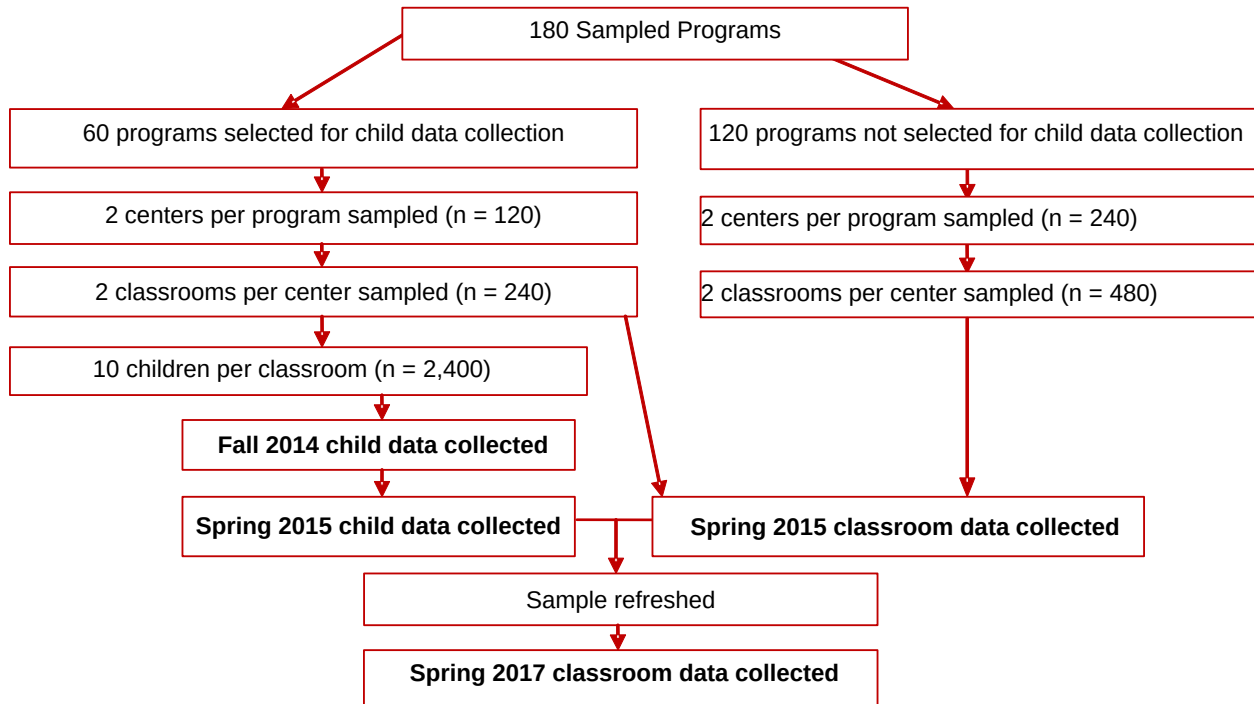 180 Sampled Programs
60 programs selected for child data collection
120 programs not selected for child data collection
2 centers per program sampled (n = 120)
2 centers per program sampled (n = 240)
2 classrooms per center sampled (n = 240)
2 classrooms per center sampled (n = 480)
10 children per classroom (n = 2,400)
Fall 2014 child data collected
Spring 2015 child data collected
Spring 2015 classroom data collected
Sample refreshed
Spring 2017 classroom data collected